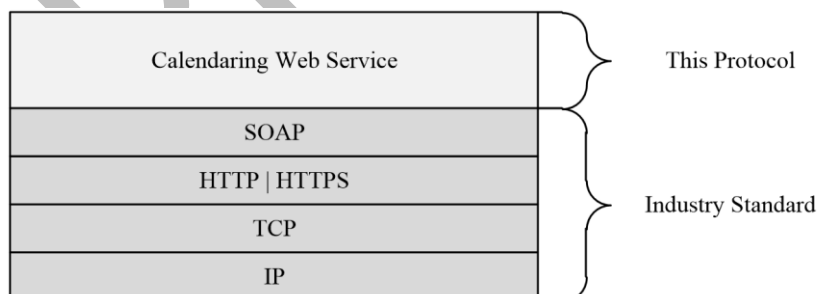 Calendaring Web Service
This Protocol
SOAP
HTTP | HTTPS
Industry Standard
TCP
IP